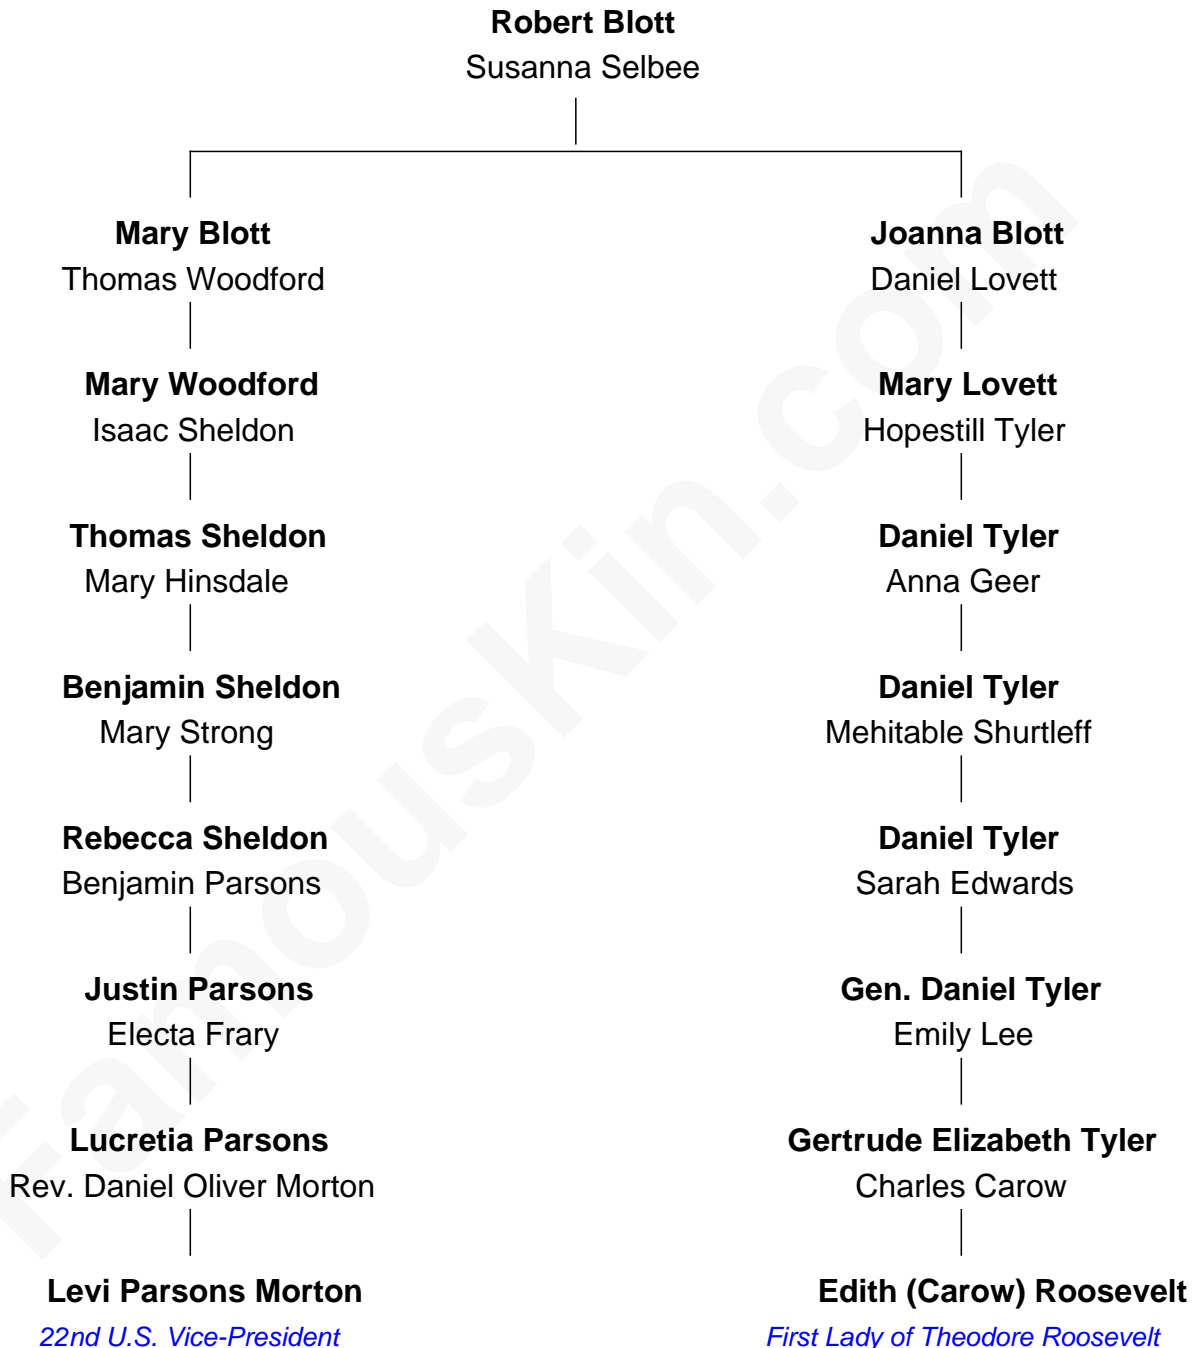 Robert Blott
Susanna Selbee
Mary Blott
Thomas Woodford
Joanna Blott
Daniel Lovett
Mary Woodford
Isaac Sheldon
Mary Lovett
Hopestill Tyler
Thomas Sheldon
Mary Hinsdale
Daniel Tyler
Anna Geer
Benjamin Sheldon
Mary Strong
Daniel Tyler
Mehitable Shurtleff
Rebecca Sheldon
Benjamin Parsons
Daniel Tyler
Sarah Edwards
Justin Parsons
Electa Frary
Gen. Daniel Tyler
Emily Lee
Lucretia Parsons
Rev. Daniel Oliver Morton
Gertrude Elizabeth Tyler
Charles Carow
Levi Parsons Morton
22nd U.S. Vice-President
Edith (Carow) Roosevelt
First Lady of Theodore Roosevelt
FamousKin.com